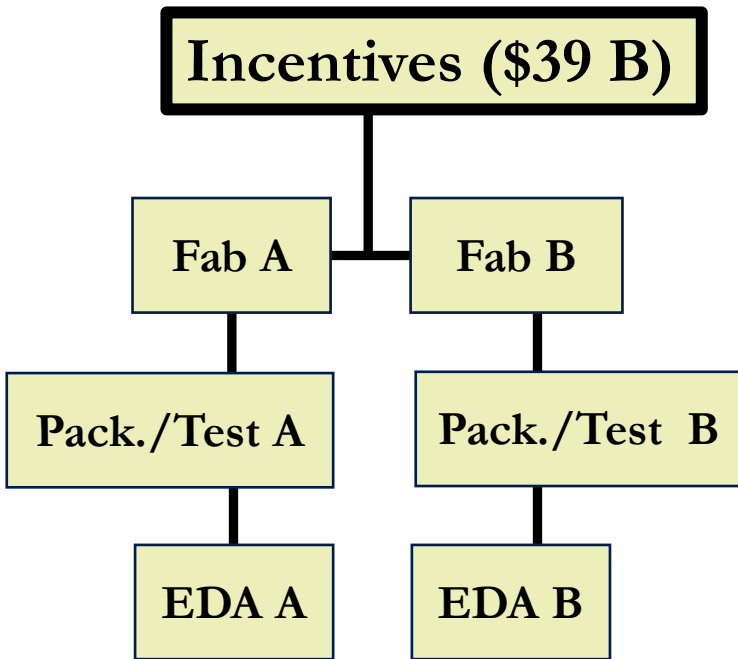 Incentives ($39 B)
Fab A
Fab B
Pack./Test A
Pack./Test B
EDA A
EDA B